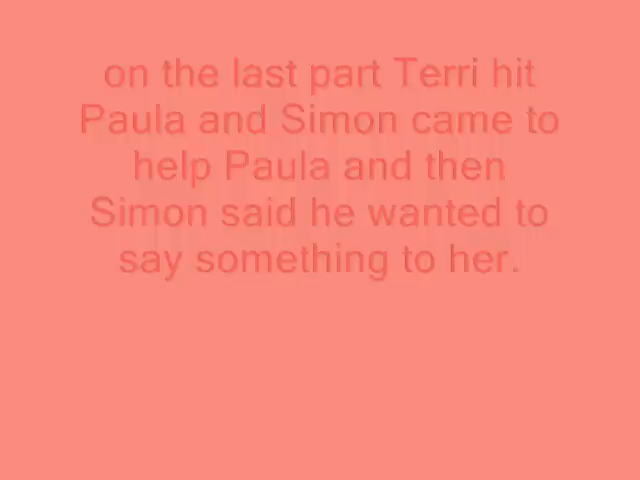 on the last part Terri hit
Paula and Simon came to
help Paula and then
Simon said he wanted to
say something to her.